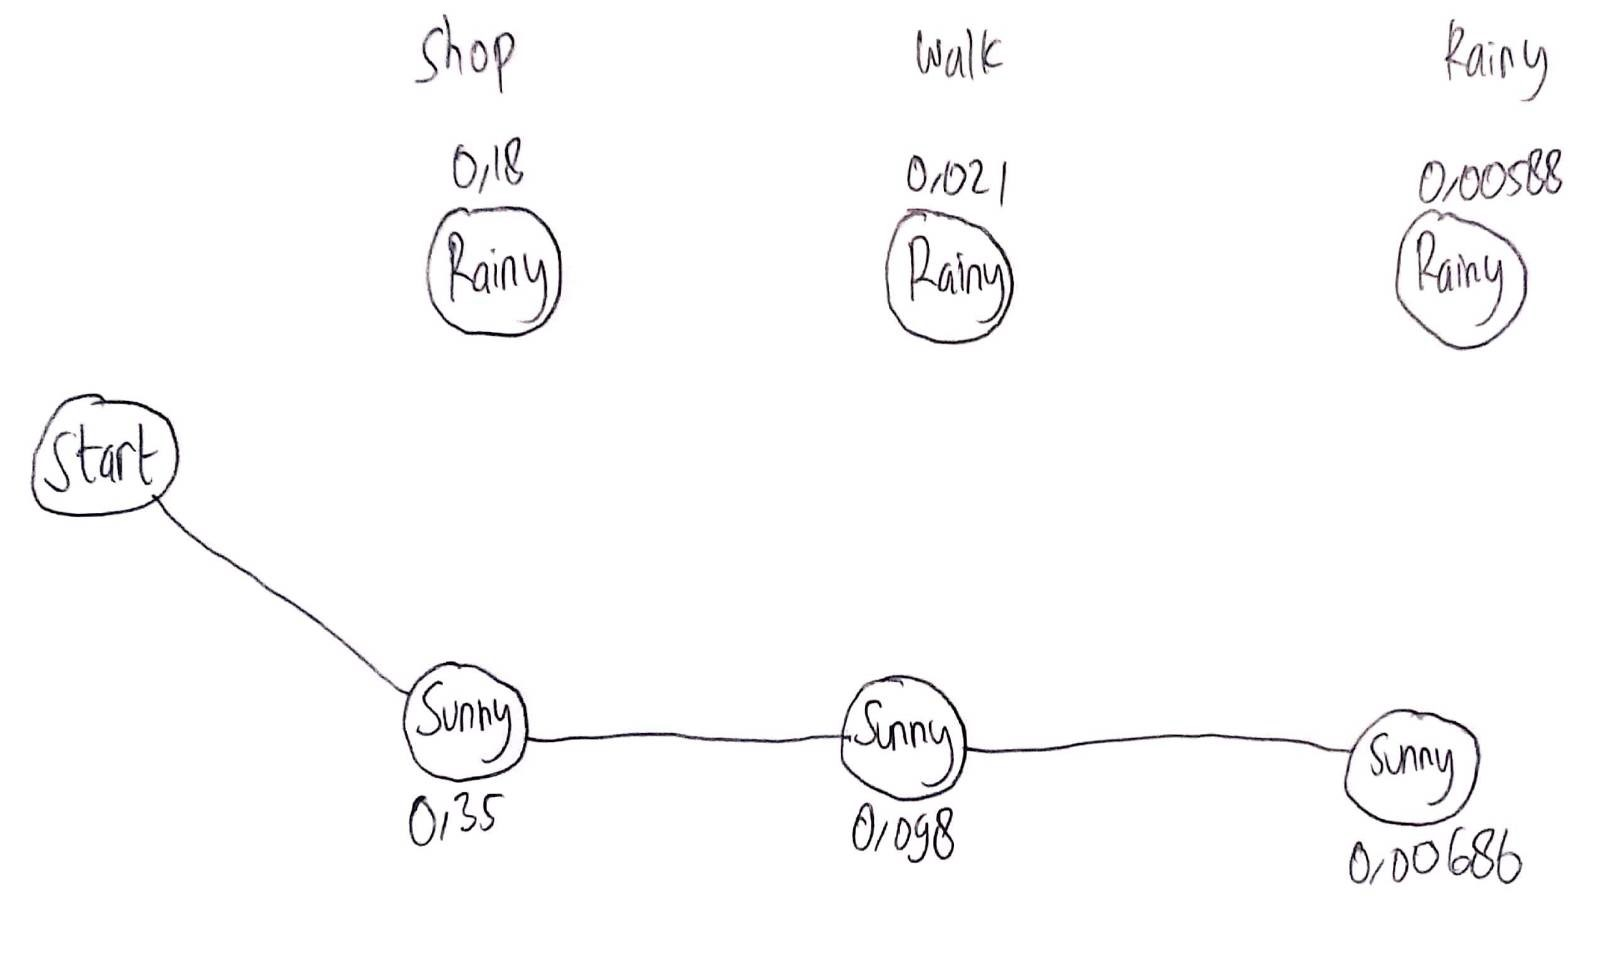 Shop Walk Rainy
0,18 0,021 0,00588
Rainy Rainy Rainy
Start
Sunny Sunny Sunny
0,35 0,098 0,00686